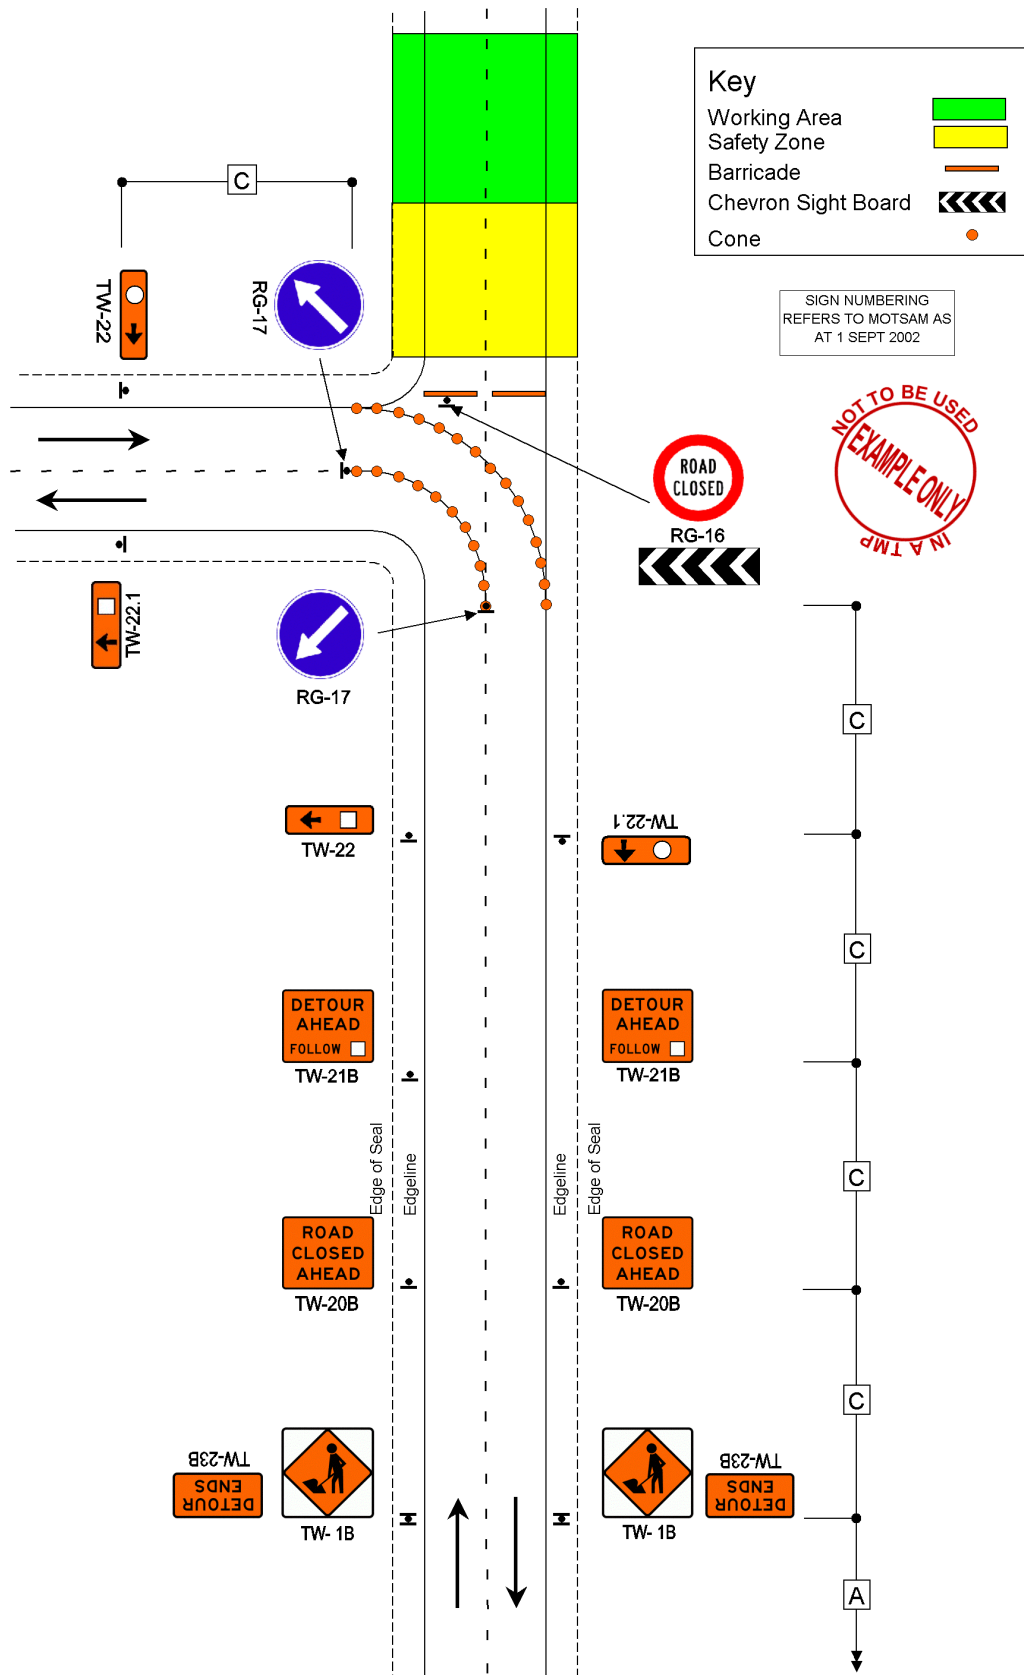 Key
Working Area
Safety Zone
Barricade
Chevron Sight Board
Cone
C
TW-22
RG-17
SIGN NUMBERING
REFERS TO MOTSAM AS
AT 1 SEPT 2002
NOT TO BE USED
EXAMPLE ONLY
IN A TMP
ROAD
CLOSED
RG-16
TW-22.1
RG-17
C
TW-22
TW-22.1
C
DETOUR
AHEAD
FOLLOW
TW-21B
DETOUR
AHEAD
FOLLOW
TW-21B
Edge of Seal
Edgeline
Edgeline
Edge of Seal
C
ROAD
CLOSED
AHEAD
TW-20B
ROAD
CLOSED
AHEAD
TW-20B
C
TW-23B
DETOUR
ENDS
TW- 1B
TW- 1B
TW-23B
DETOUR
ENDS
A